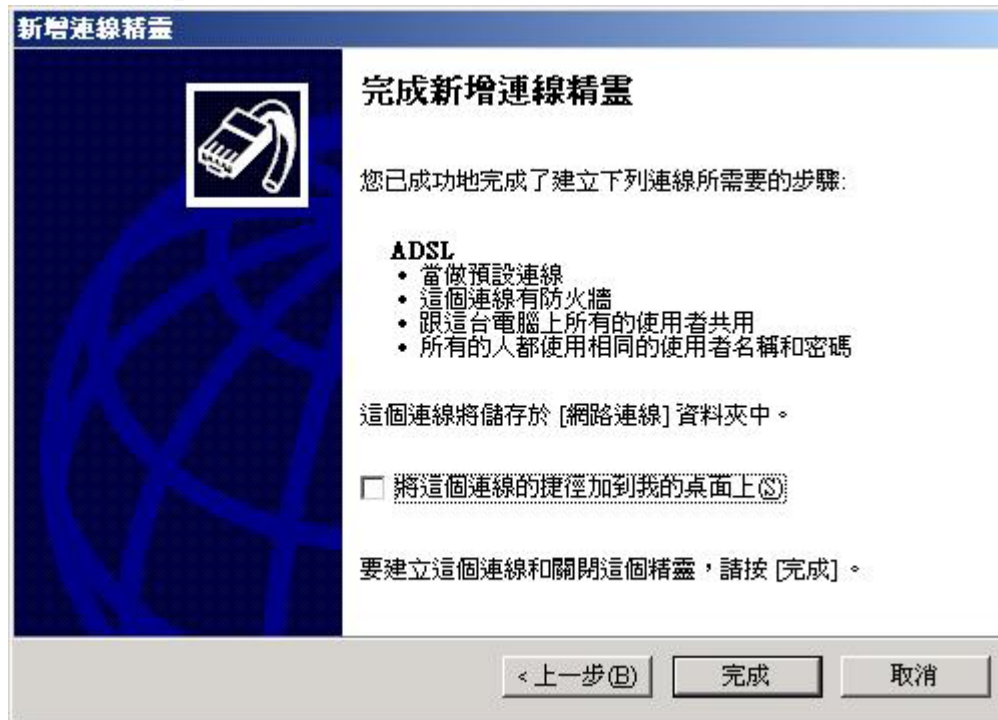 新增連線精靈
完成新增連線精靈
您已成功地完成了建立下列連線所需要的步驟:
ADSL
• 當做預設連線
• 這個連線有防火牆
• 跟這台電腦上所有的使用者共用
• 所有的人都使用相同的使用者名稱和密碼
這個連線將儲存於 [網路連線] 資料夾中。
將這個連線的捷徑加到我的桌面上(S)
要建立這個連線和關閉這個精靈，請按 [完成]。
<上一步(B) 完成 取消